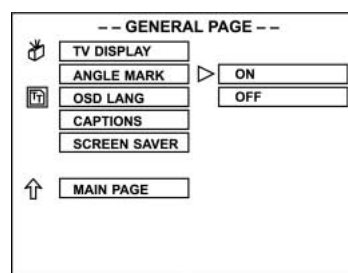 -- GENERAL PAGE --
TV DISPLAY
ANGLE MARK ON
OSD LANG OFF
CAPTIONS
SCREEN SAVER
MAIN PAGE